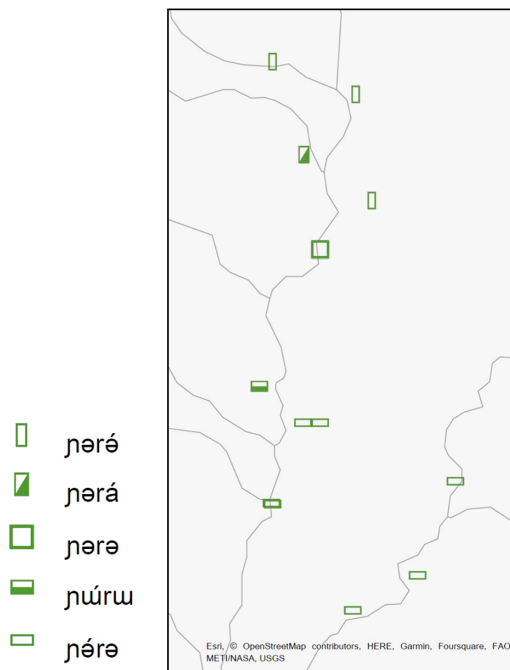 ɲərə́
ɲərá
ɲərə
ɲɯ́rɯ
ɲə́rə
Esri, © OpenStreetMap contributors, HERE, Garmin, Foursquare, FAO
METI/NASA, USGS